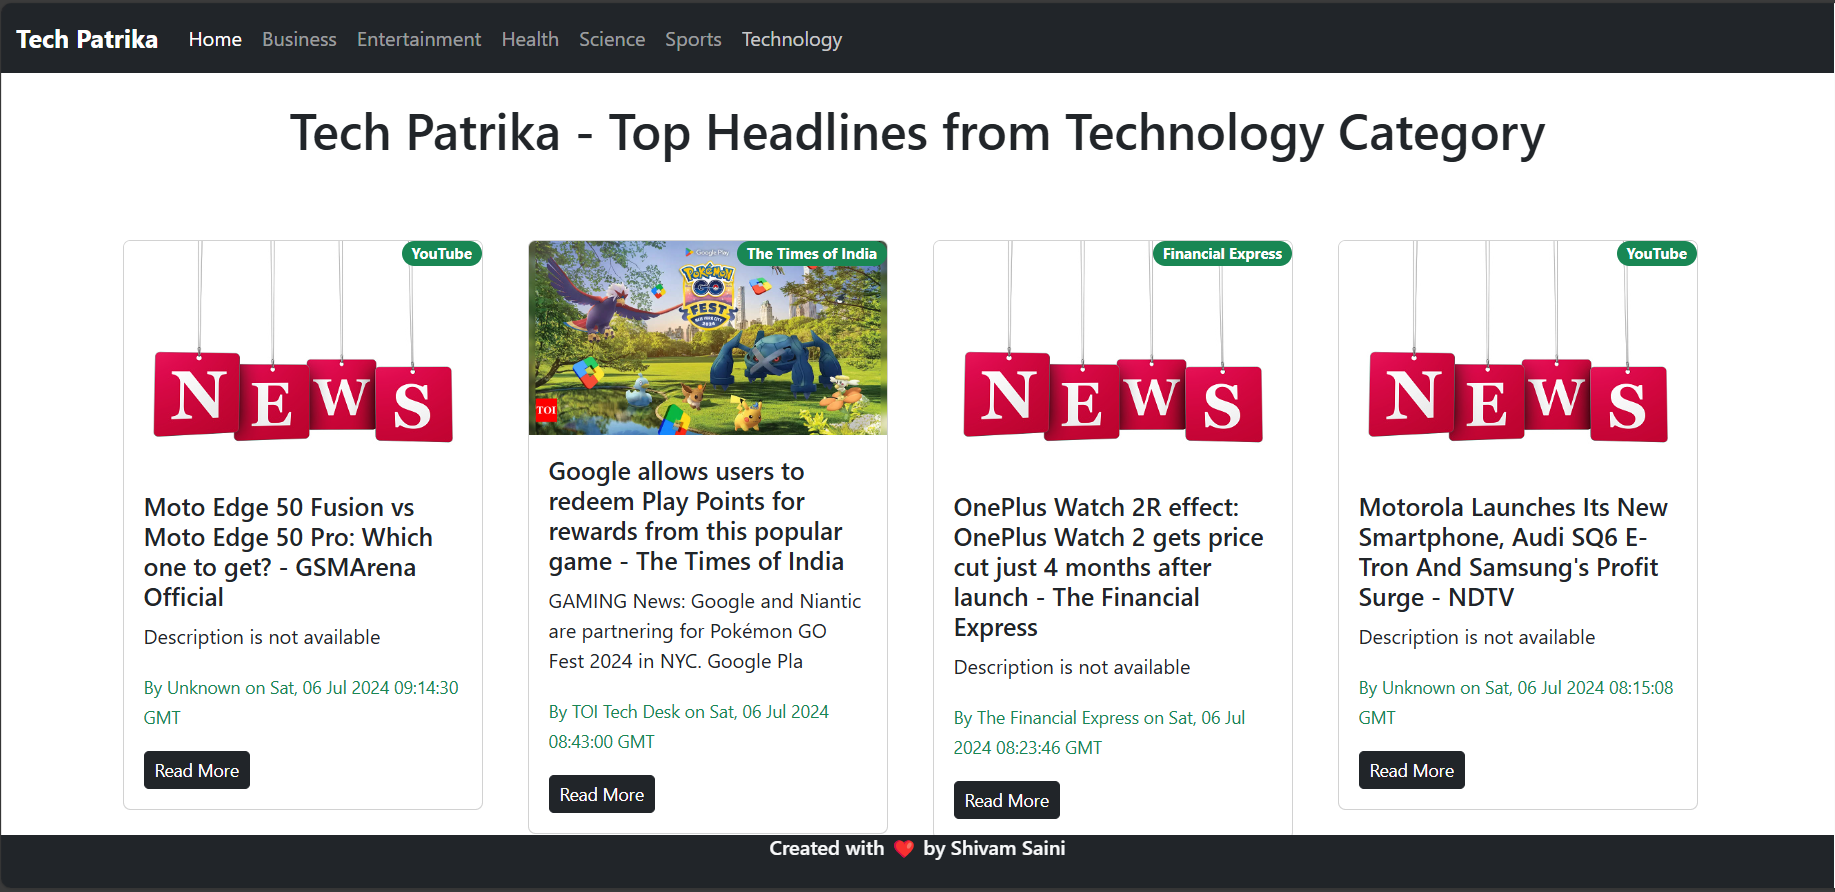 Tech Patrika Home Business Entertainment Health Science Sports Technology
Tech Patrika - Top Headlines from Technology Category
YouTube
NEWS
Moto Edge 50 Fusion vs
Moto Edge 50 Pro: Which
one to get? - GSMArena
Official
Description is not available
By Unknown on Sat, 06 Jul 2024 09:14:30
GMT
Read More
The Times of India
Google Play
Pokémon
GO
FEST
TOI
Google allows users to
redeem Play Points for
rewards from this popular
game - The Times of India
GAMING News: Google and Niantic
are partnering for Pokémon GO
Fest 2024 in NYC. Google Pla
By TOI Tech Desk on Sat, 06 Jul 2024
08:43:00 GMT
Read More
Financial Express
NEWS
OnePlus Watch 2R effect:
OnePlus Watch 2 gets price
cut just 4 months after
launch - The Financial
Express
Description is not available
By The Financial Express on Sat, 06 Jul
2024 08:23:46 GMT
Read More
YouTube
NEWS
Motorola Launches Its New
Smartphone, Audi SQ6 E-
Tron And Samsung's Profit
Surge - NDTV
Description is not available
By Unknown on Sat, 06 Jul 2024 08:15:08
GMT
Read More
Created with ❤️ by Shivam Saini